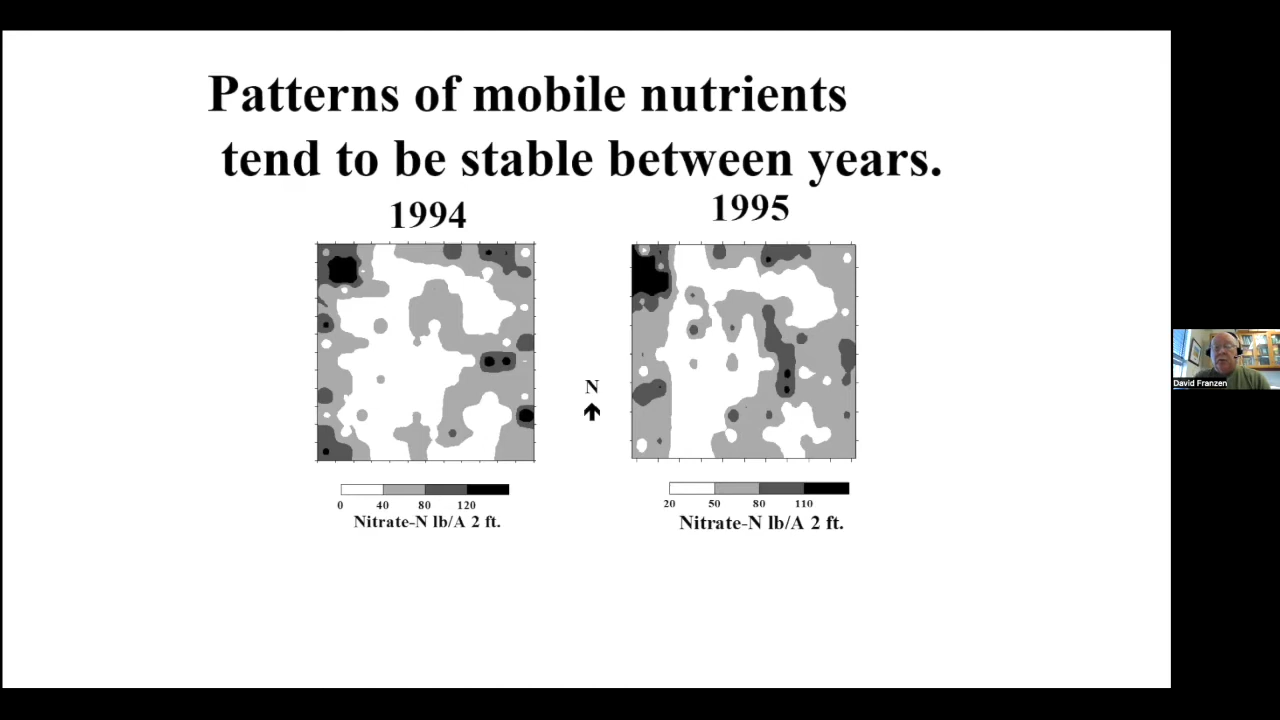 Patterns of mobile nutrients
tend to be stable between years.
1994
1995
N
0 40 80 120
Nitrate-N lb/A 2 ft.
20 50 80 110
Nitrate-N lb/A 2 ft.
David Franzen